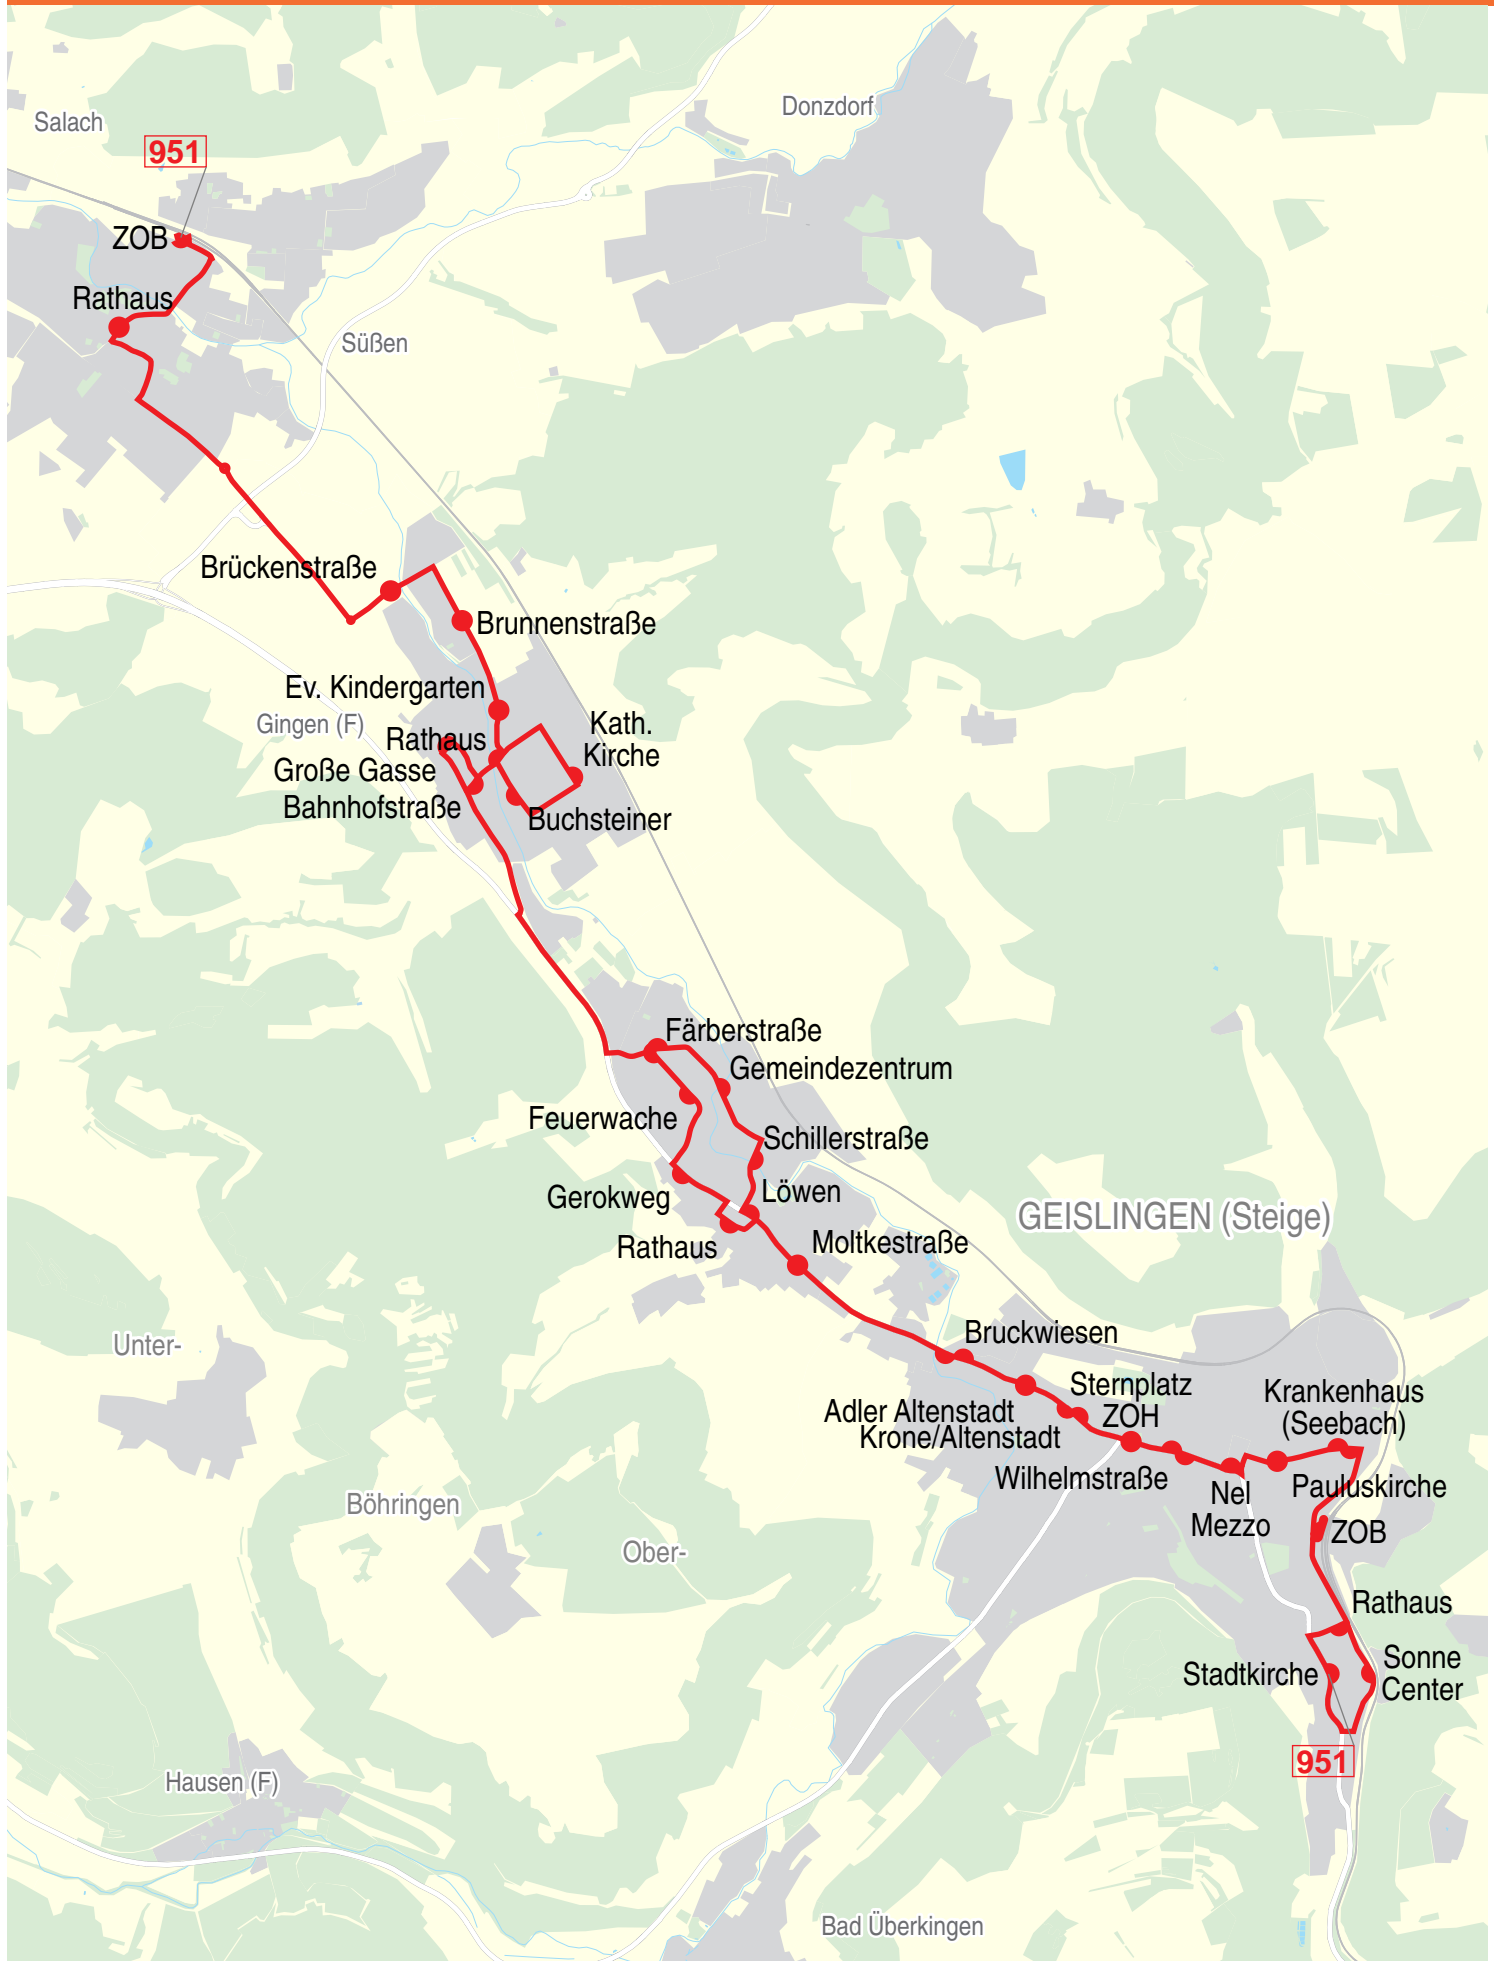 Salach
Donzdorf
951
ZOB
Rathaus
Süßen
Brückenstraße
Brunnenstraße
Ev. Kindergarten
Gingen (F)
Kath.
Kirche
Rathaus
Große Gasse
Bahnhofstraße
Buchsteiner
Färberstraße
Gemeindezentrum
Feuerwache
Schillerstraße
Gerokweg
Löwen
GEISLINGEN (Steige)
Rathaus
Moltkestraße
Unter-
Bruckwiesen
Sternplatz
ZOH
Krankenhaus
(Seebach)
Adler Altenstadt
Krone/Altenstadt
Wilhelmstraße
Nel
Mezzo
Pauluskirche
Böhringen
ZOB
Ober-
Rathaus
Stadtkirche
Sonne
Center
951
Hausen (F)
Bad Überkingen